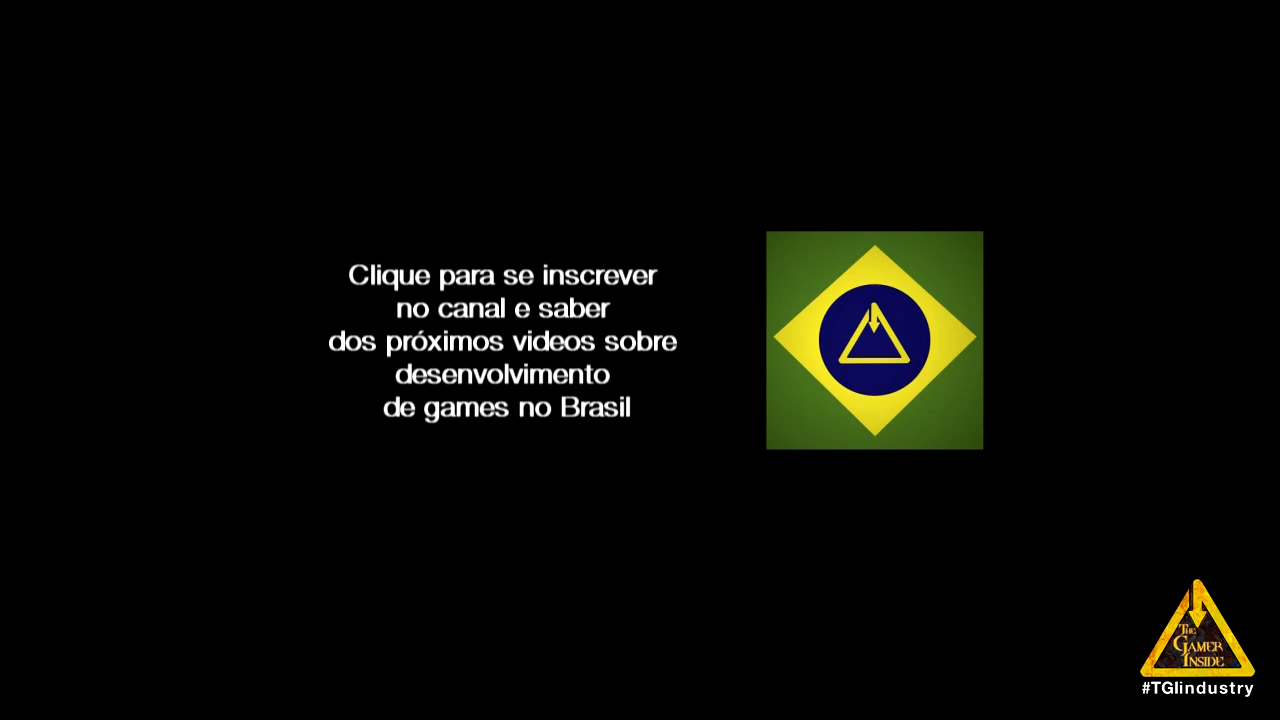 Clique para se inscrever
no canal e saber
dos próximos videos sobre
desenvolvimento
de games no Brasil
THE
GAMER
INSIDE
#TGIindustry